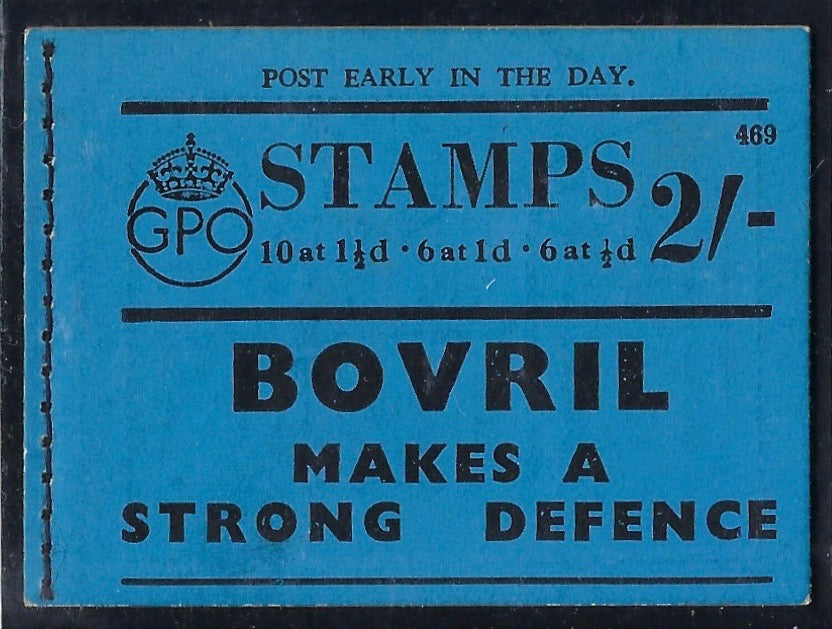 POST EARLY IN THE DAY.
469
STAMPS 2/-
GPO
10 at 1½d · 6 at 1d · 6 at ½d
BOVRIL
MAKES A
STRONG DEFENCE